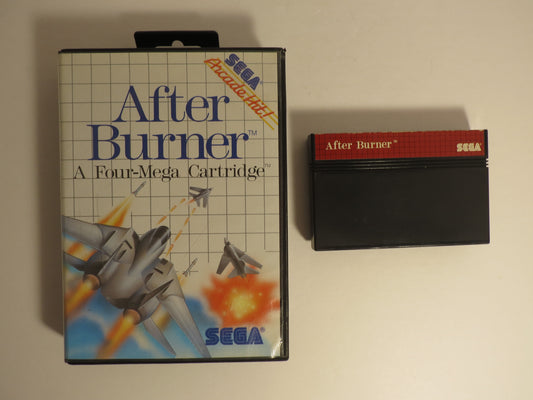 SEGA
Arcade Hit!
After
Burner™
A Four-Mega Cartridge™
SEGA®
After Burner™
SEGA®